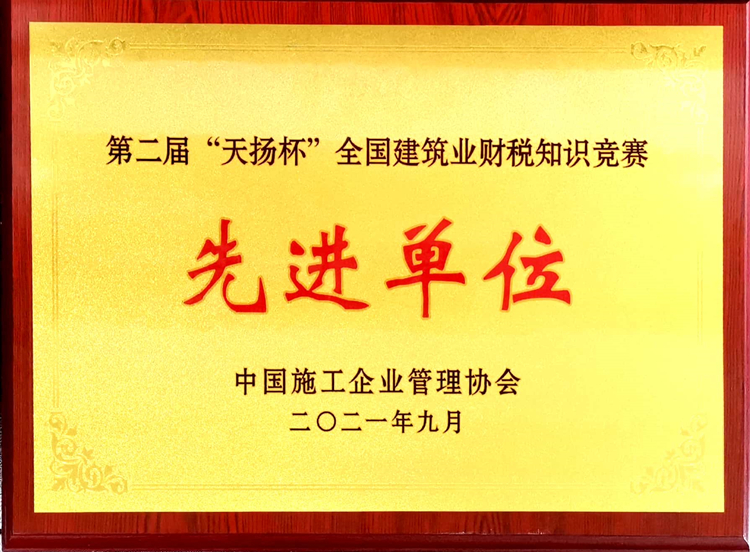 第二届“天扬杯”全国建筑业财税知识竞赛
先进单位
中国施工企业管理协会
二〇二一年九月